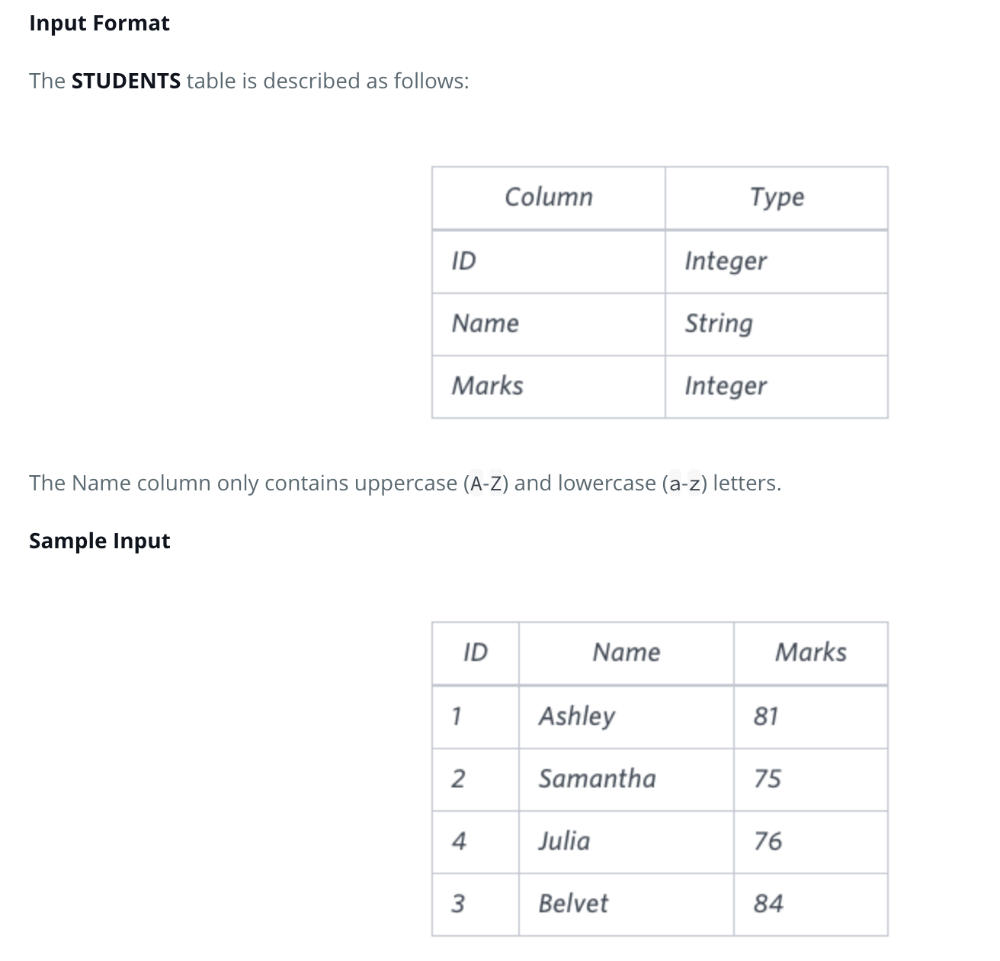 Input Format
The STUDENTS table is described as follows:
Column Type
ID Integer
Name String
Marks Integer
The Name column only contains uppercase (A-Z) and lowercase (a-z) letters.
Sample Input
ID Name Marks
1 Ashley 81
2 Samantha 75
4 Julia 76
3 Belvet 84